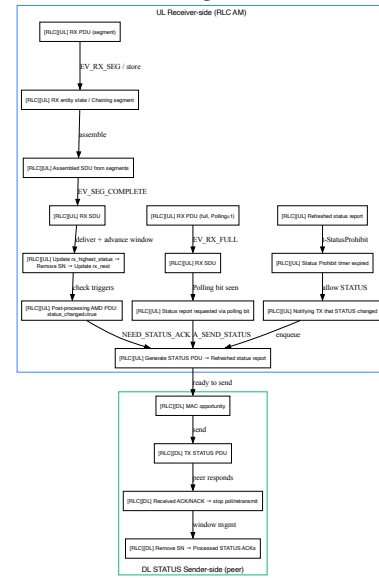 UL Receiver-side (RLC AM)
[RLC][UL] RX PDU (segment)
EV_RX_SEG / store
[RLC][UL] RX entity state / Chaining segment
assemble
[RLC][UL] Assembled SDU from segments
EV_SEG_COMPLETE
[RLC][UL] RX SDU
[RLC][UL] RX PDU (full, Polling=1)
[RLC][UL] Refreshed status report
deliver + advance window
EV_RX_FULL
t-StatusProhibit
[RLC][UL] Update rx_highest_status →
Remove SN → Update rx_next
[RLC][UL] RX SDU
[RLC][UL] Status Prohibit timer expired
check triggers
Polling bit seen
allow STATUS
[RLC][UL] Post-processing AMD PDU:
status_changed=true
[RLC][UL] Status report requested via polling bit
[RLC][UL] Notifying TX that STATUS changed
NEED_STATUS_ACK
A_SEND_STATUS
enqueue
[RLC][UL] Generate STATUS PDU → Refreshed status report
ready to send
[RLC][DL] MAC opportunity
send
[RLC][DL] TX STATUS PDU
peer responds
[RLC][DL] Received ACK/NACK → stop poll/retransmit
window mgmt
[RLC][DL] Remove SN → Processed STATUS ACKs
DL STATUS Sender-side (peer)